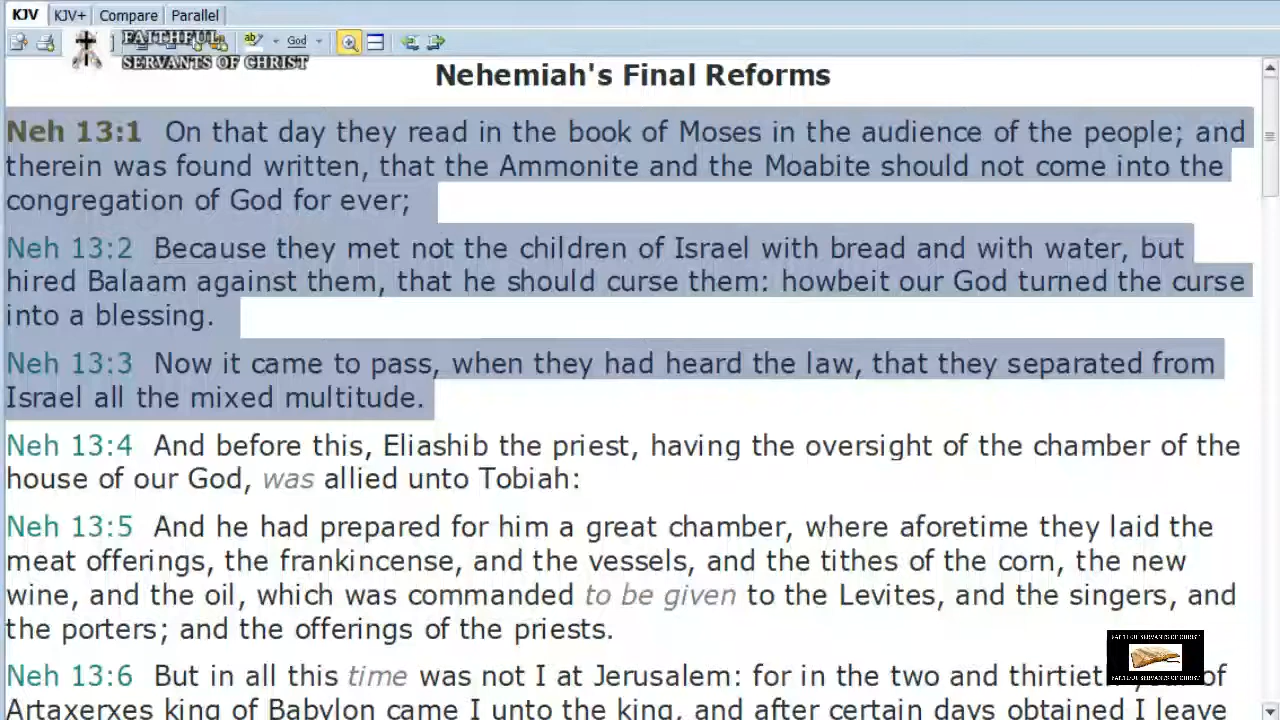 KJV KJV+ Compare Parallel
FAITHFUL
SERVANTS OF CHRIST
God
Nehemiah's Final Reforms
Neh 13:1 On that day they read in the book of Moses in the audience of the people; and
therein was found written, that the Ammonite and the Moabite should not come into the
congregation of God for ever;
Neh 13:2 Because they met not the children of Israel with bread and with water, but
hired Balaam against them, that he should curse them: howbeit our God turned the curse
into a blessing.
Neh 13:3 Now it came to pass, when they had heard the law, that they separated from
Israel all the mixed multitude.
Neh 13:4 And before this, Eliashib the priest, having the oversight of the chamber of the
house of our God, was allied unto Tobiah:
Neh 13:5 And he had prepared for him a great chamber, where aforetime they laid the
meat offerings, the frankincense, and the vessels, and the tithes of the corn, the new
wine, and the oil, which was commanded to be given to the Levites, and the singers, and
the porters; and the offerings of the priests.
FAITHFUL SERVANTS OF CHRIST
FAITHFUL SERVANTS OF CHRIST
Neh 13:6 But in all this time was not I at Jerusalem: for in the two and thirtieth year of
Artaxerxes king of Babylon came I unto the king, and after certain days obtained I leave